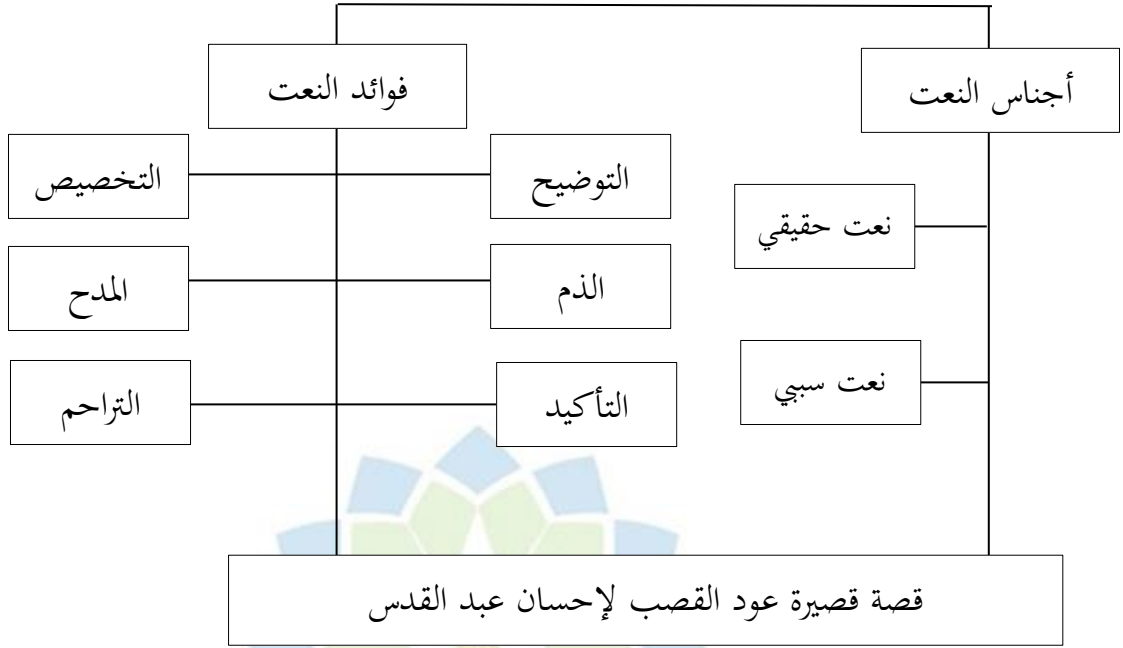 أجناس النعت
فوائد النعت
نعت حقيقي
نعت سببي
التوضيح
التخصيص
الذم
المدح
التأكيد
التراحم
قصة قصيرة عود القصب لإحسان عبد القدس